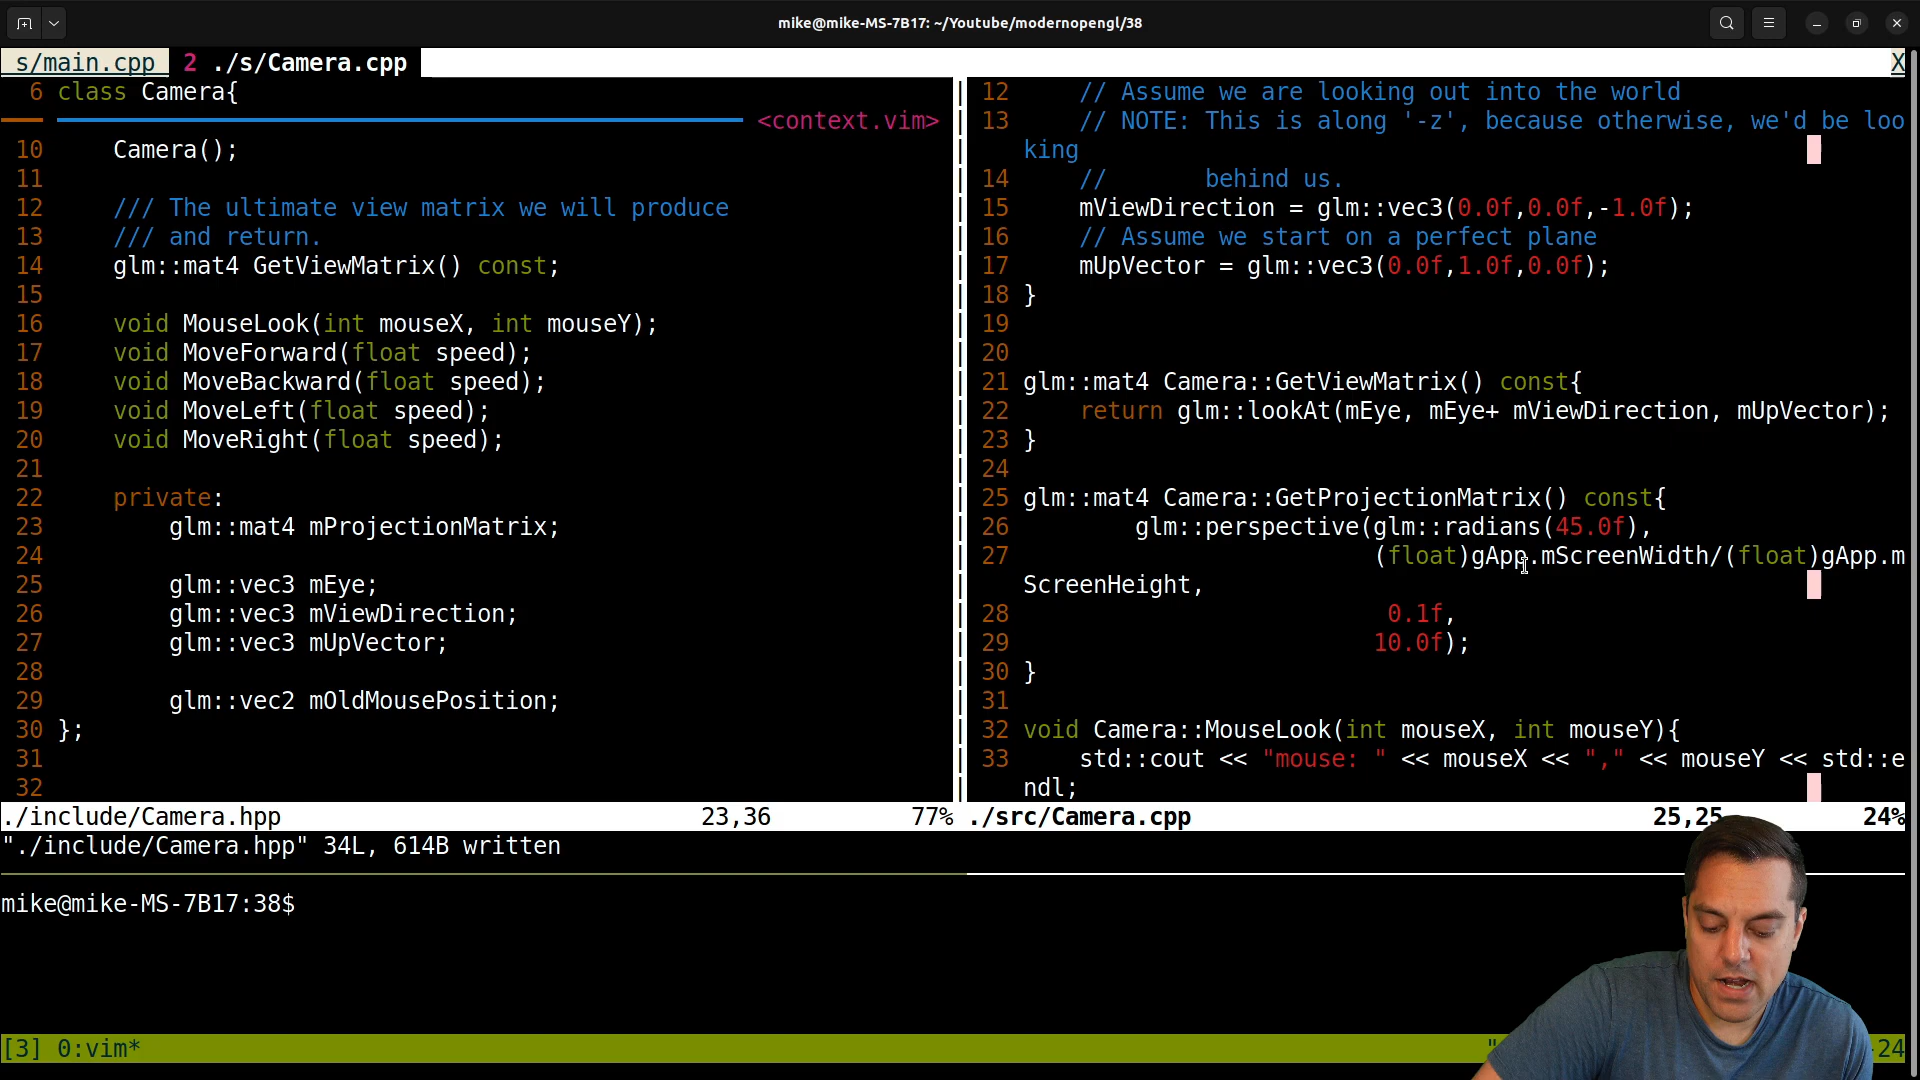 mike@mike-MS-7B17: ~/Youtube/modernopengl/38
s/main.cpp  2 ./s/Camera.cpp  X
6 class Camera{
<context.vim>
10     Camera();
11
12     /// The ultimate view matrix we will produce
13     /// and return.
14     glm::mat4 GetViewMatrix() const;
15
16     void MouseLook(int mouseX, int mouseY);
17     void MoveForward(float speed);
18     void MoveBackward(float speed);
19     void MoveLeft(float speed);
20     void MoveRight(float speed);
21
22     private:
23         glm::mat4 mProjectionMatrix;
24
25         glm::vec3 mEye;
26         glm::vec3 mViewDirection;
27         glm::vec3 mUpVector;
28
29         glm::vec2 mOldMousePosition;
30 };
31
32
./include/Camera.hpp 23,36 77%
12     // Assume we are looking out into the world
13     // NOTE: This is along '-z', because otherwise, we'd be loo
king
14     //       behind us.
15     mViewDirection = glm::vec3(0.0f,0.0f,-1.0f);
16     // Assume we start on a perfect plane
17     mUpVector = glm::vec3(0.0f,1.0f,0.0f);
18 }
19
20
21 glm::mat4 Camera::GetViewMatrix() const{
22     return glm::lookAt(mEye, mEye+ mViewDirection, mUpVector);
23 }
24
25 glm::mat4 Camera::GetProjectionMatrix() const{
26         glm::perspective(glm::radians(45.0f),
27                          (float)gApp.mScreenWidth/(float)gApp.m
ScreenHeight,
28                           0.1f,
29                          10.0f);
30 }
31
32 void Camera::MouseLook(int mouseX, int mouseY){
33     std::cout << "mouse: " << mouseX << "," << mouseY << std::e
ndl;
./src/Camera.cpp 25,25 24%
"./include/Camera.hpp" 34L, 614B written
mike@mike-MS-7B17:38$
[3] 0:vim* " -24